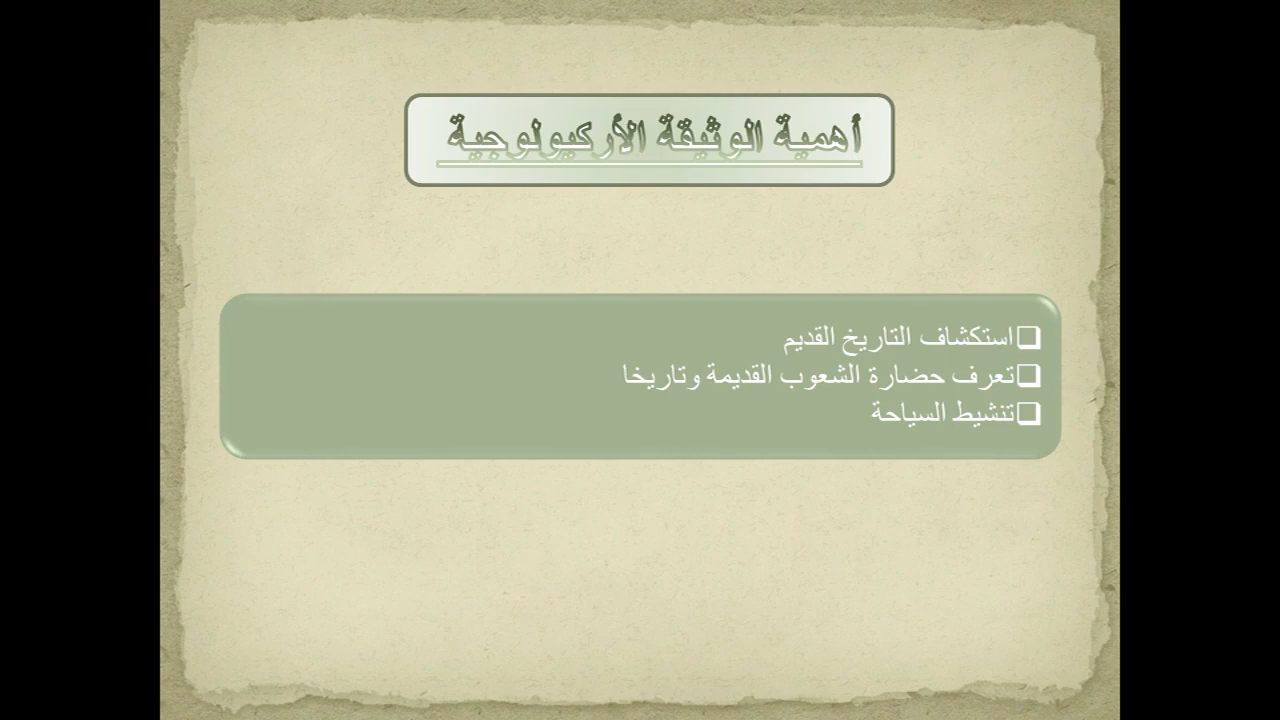 أهمية الوثيقة الأركيولوجية
استكشاف التاريخ القديم
تعرف حضارة الشعوب القديمة وتاريخا
تنشيط السياحة